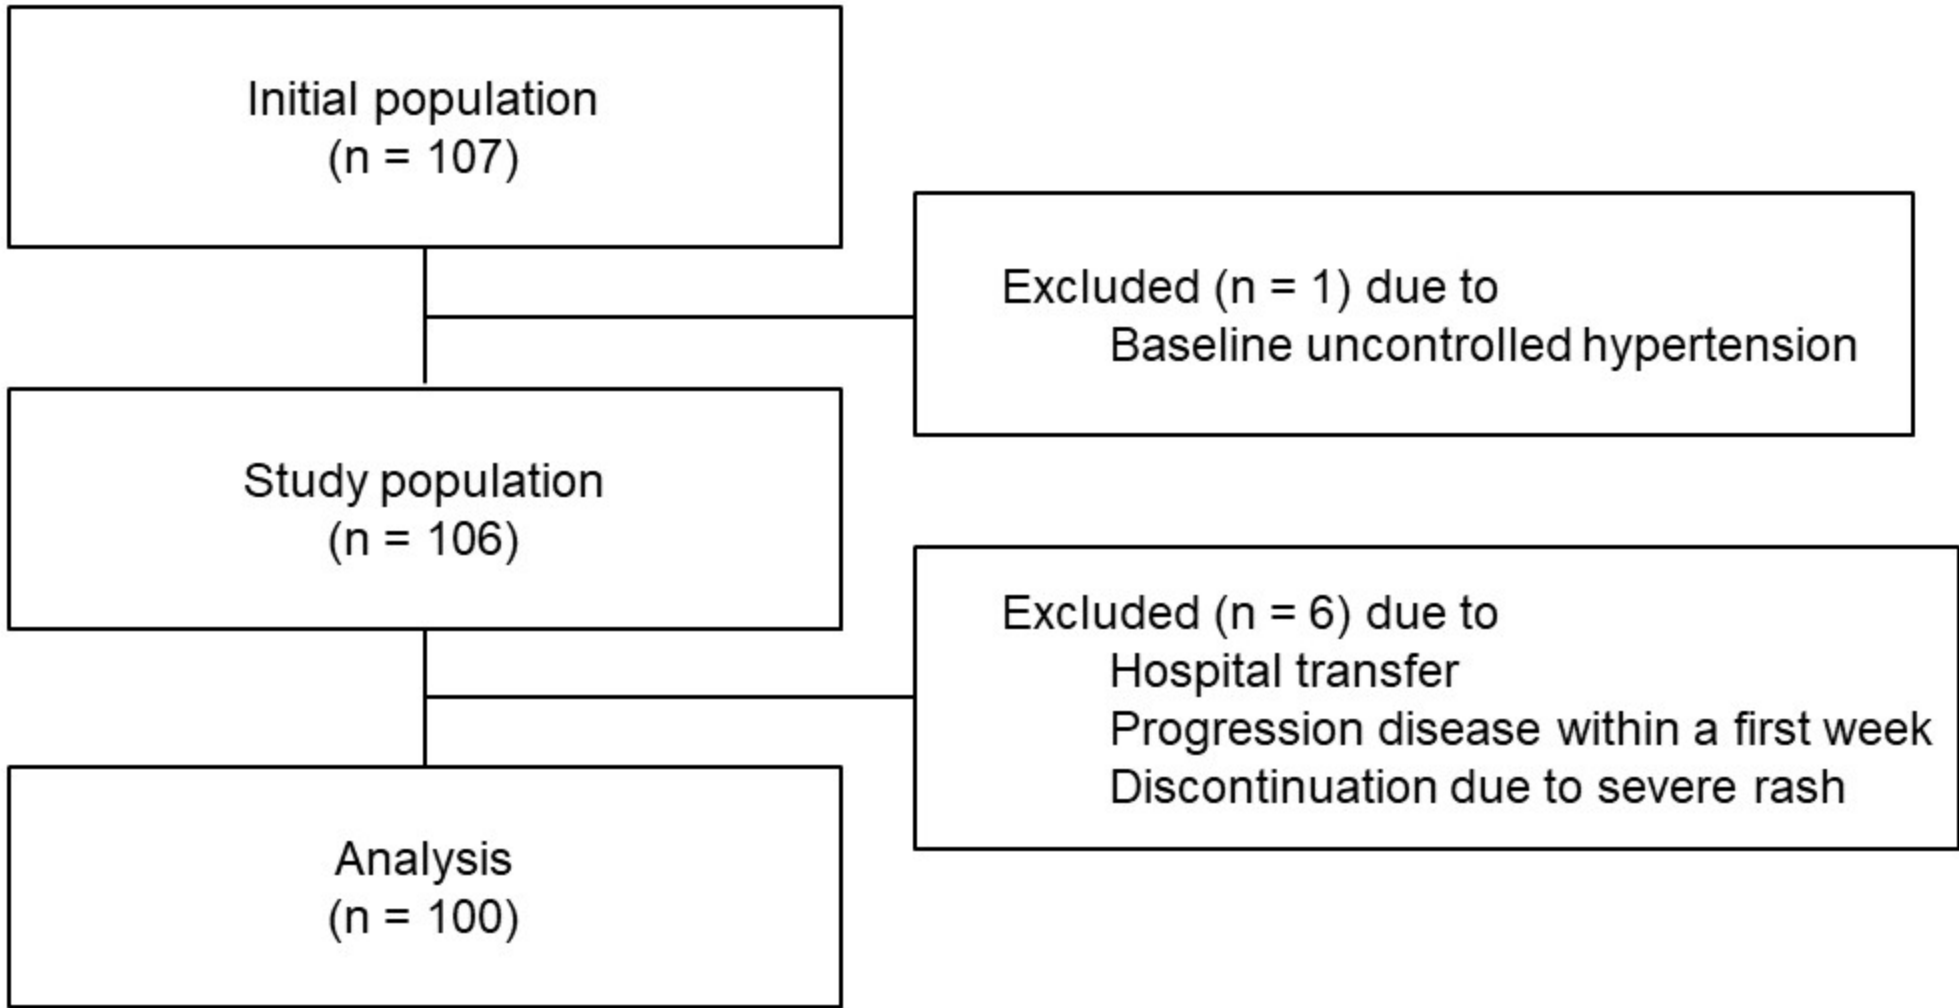 Initial population
(n = 107)
Excluded (n = 1) due to
Baseline uncontrolled hypertension
Study population
(n = 106)
Excluded (n = 6) due to
Hospital transfer
Progression disease within a first week
Discontinuation due to severe rash
Analysis
(n = 100)